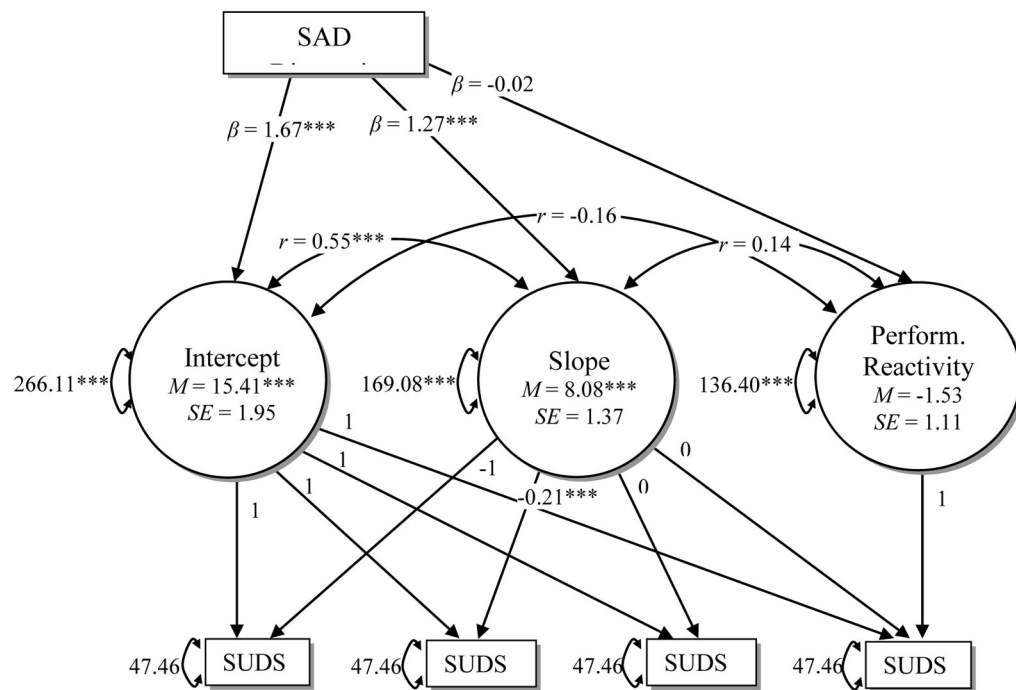 SAD
β = -0.02
β = 1.67***
β = 1.27***
r = -0.16
r = 0.55***
r = 0.14
Intercept
M = 15.41***
SE = 1.95
Slope
M = 8.08***
SE = 1.37
Perform.
Reactivity
M = -1.53
SE = 1.11
266.11***
169.08***
136.40***
1
1
1
1
-1
-0.21***
0
0
1
47.46
SUDS
47.46
SUDS
47.46
SUDS
47.46
SUDS